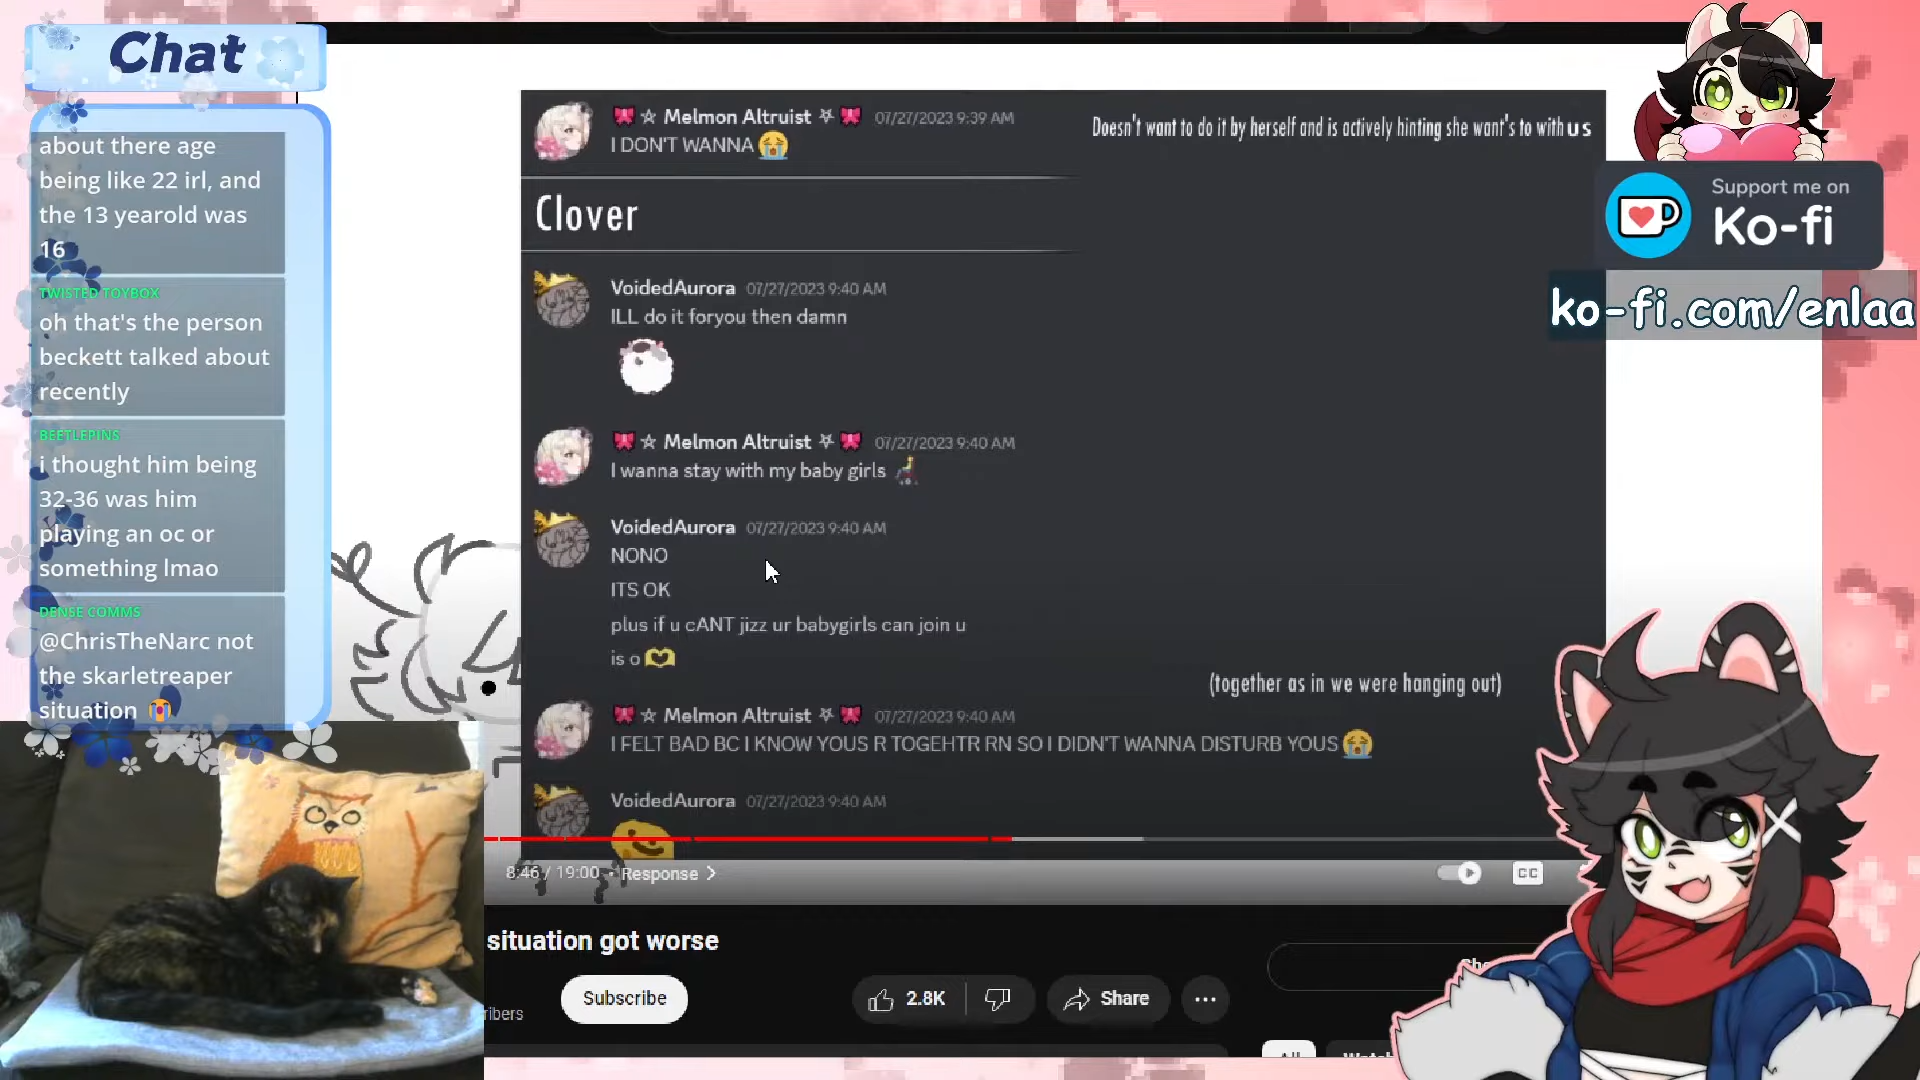 Chat
about there age
being like 22 irl, and
the 13 yearold was
16
TWISTED TOYBOX
oh that's the person
beckett talked about
recently
BEETLEPINS
i thought him being
32-36 was him
playing an oc or
something lmao
DENSE COMMS
@ChrisTheNarc not
the skarletreaper
situation 😭
Melmon Altruist 07/27/2023 9:39 AM
I DON'T WANNA 😭
Doesn't want to do it by herself and is actively hinting she want's to with us
Clover
VoidedAurora 07/27/2023 9:40 AM
ILL do it foryou then damn
Melmon Altruist 07/27/2023 9:40 AM
I wanna stay with my baby girls
VoidedAurora 07/27/2023 9:40 AM
NONO
ITS OK
plus if u cANT jizz ur babygirls can join u
is o
(together as in we were hanging out)
Melmon Altruist 07/27/2023 9:40 AM
I FELT BAD BC I KNOW YOUS R TOGEHTR RN SO I DIDN'T WANNA DISTURB YOUS 😭
VoidedAurora 07/27/2023 9:40 AM
8:46 / 19:00 • Response >
CC
situation got worse
ribers
Subscribe
2.8K
Share
All
Support me on
Ko-fi
ko-fi.com/enlaa